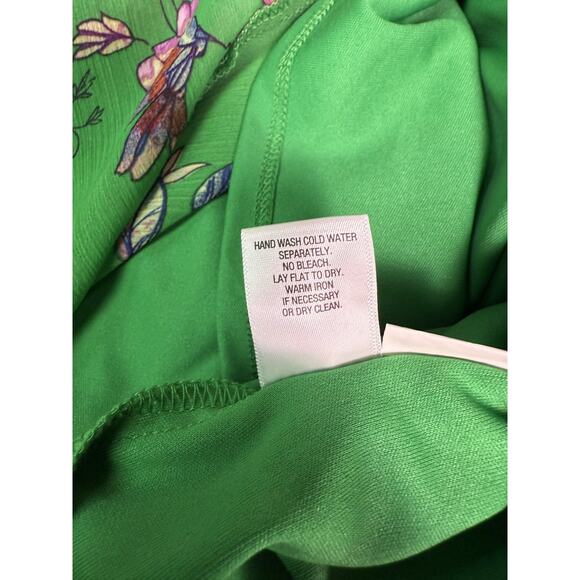 HAND WASH COLD WATER
SEPARATELY.
NO BLEACH.
LAY FLAT TO DRY.
WARM IRON
IF NECESSARY
OR DRY CLEAN.